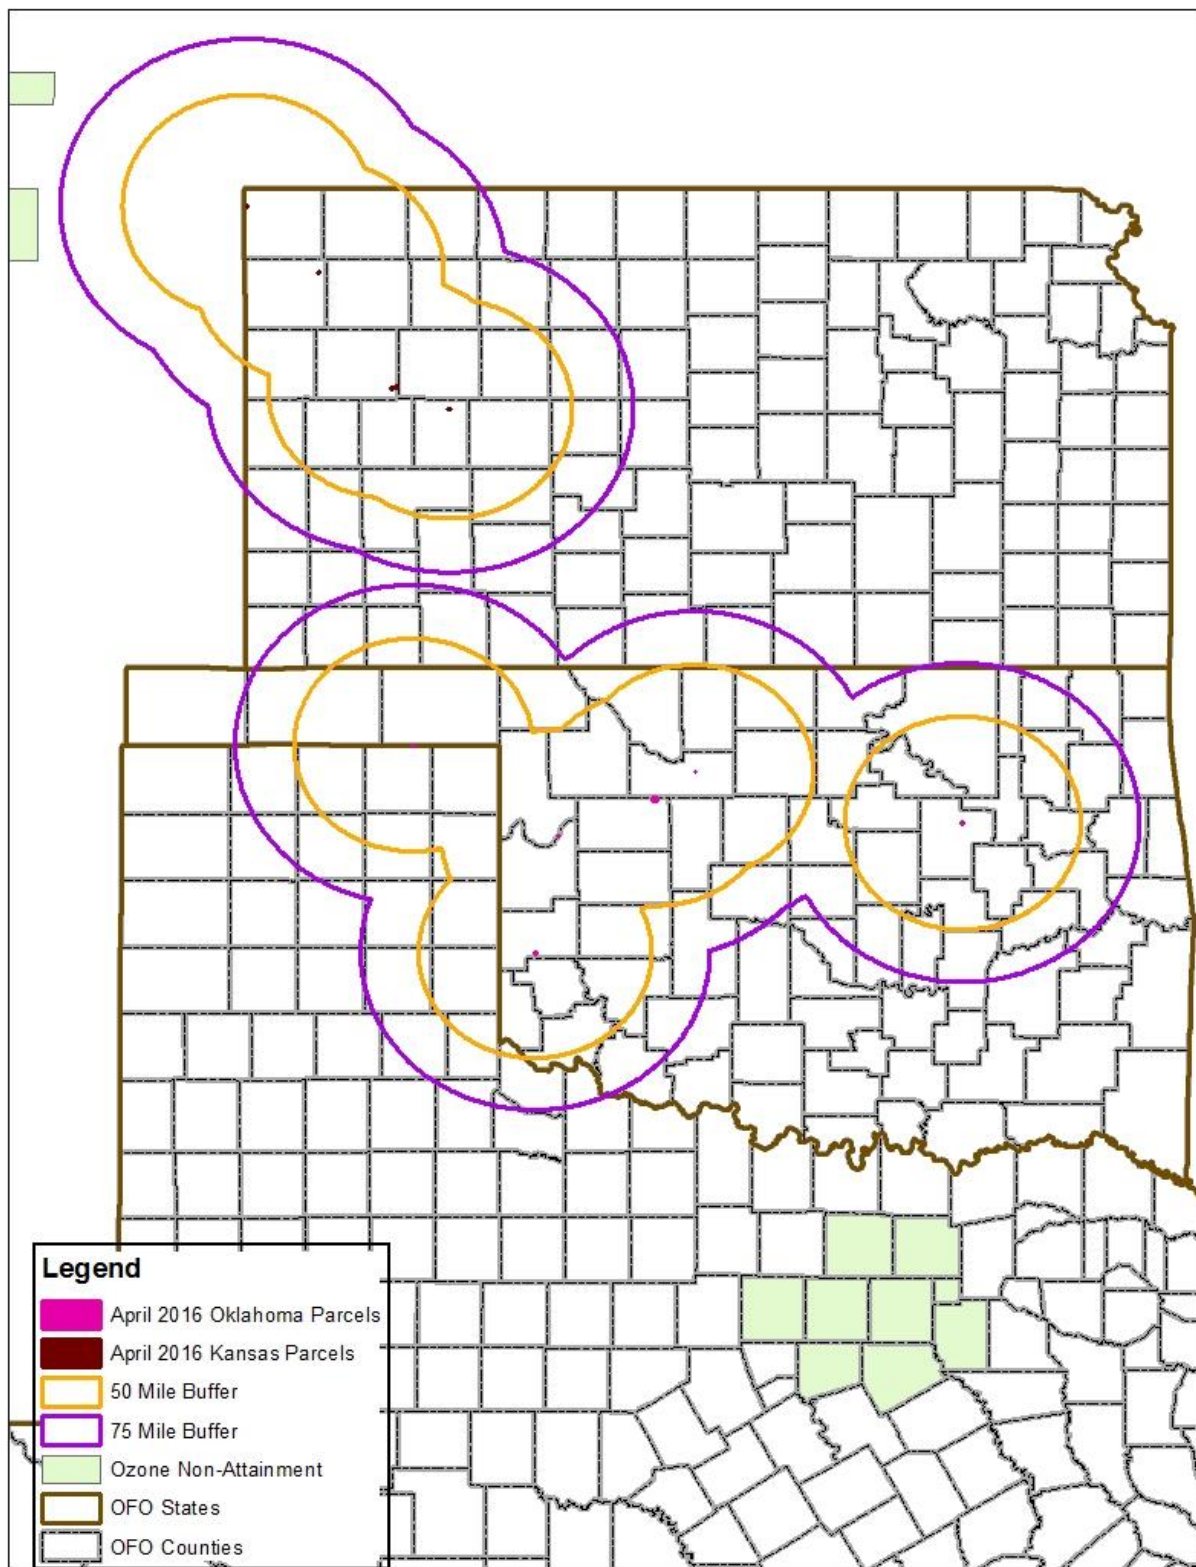 Legend
April 2016 Oklahoma Parcels
April 2016 Kansas Parcels
50 Mile Buffer
75 Mile Buffer
Ozone Non-Attainment
OFO States
OFO Counties